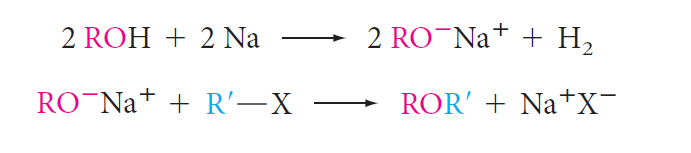 2 ROH + 2 Na ⟶ 2 RO⁻Na⁺ + H₂
RO⁻Na⁺ + R′—X ⟶ ROR′ + Na⁺X⁻